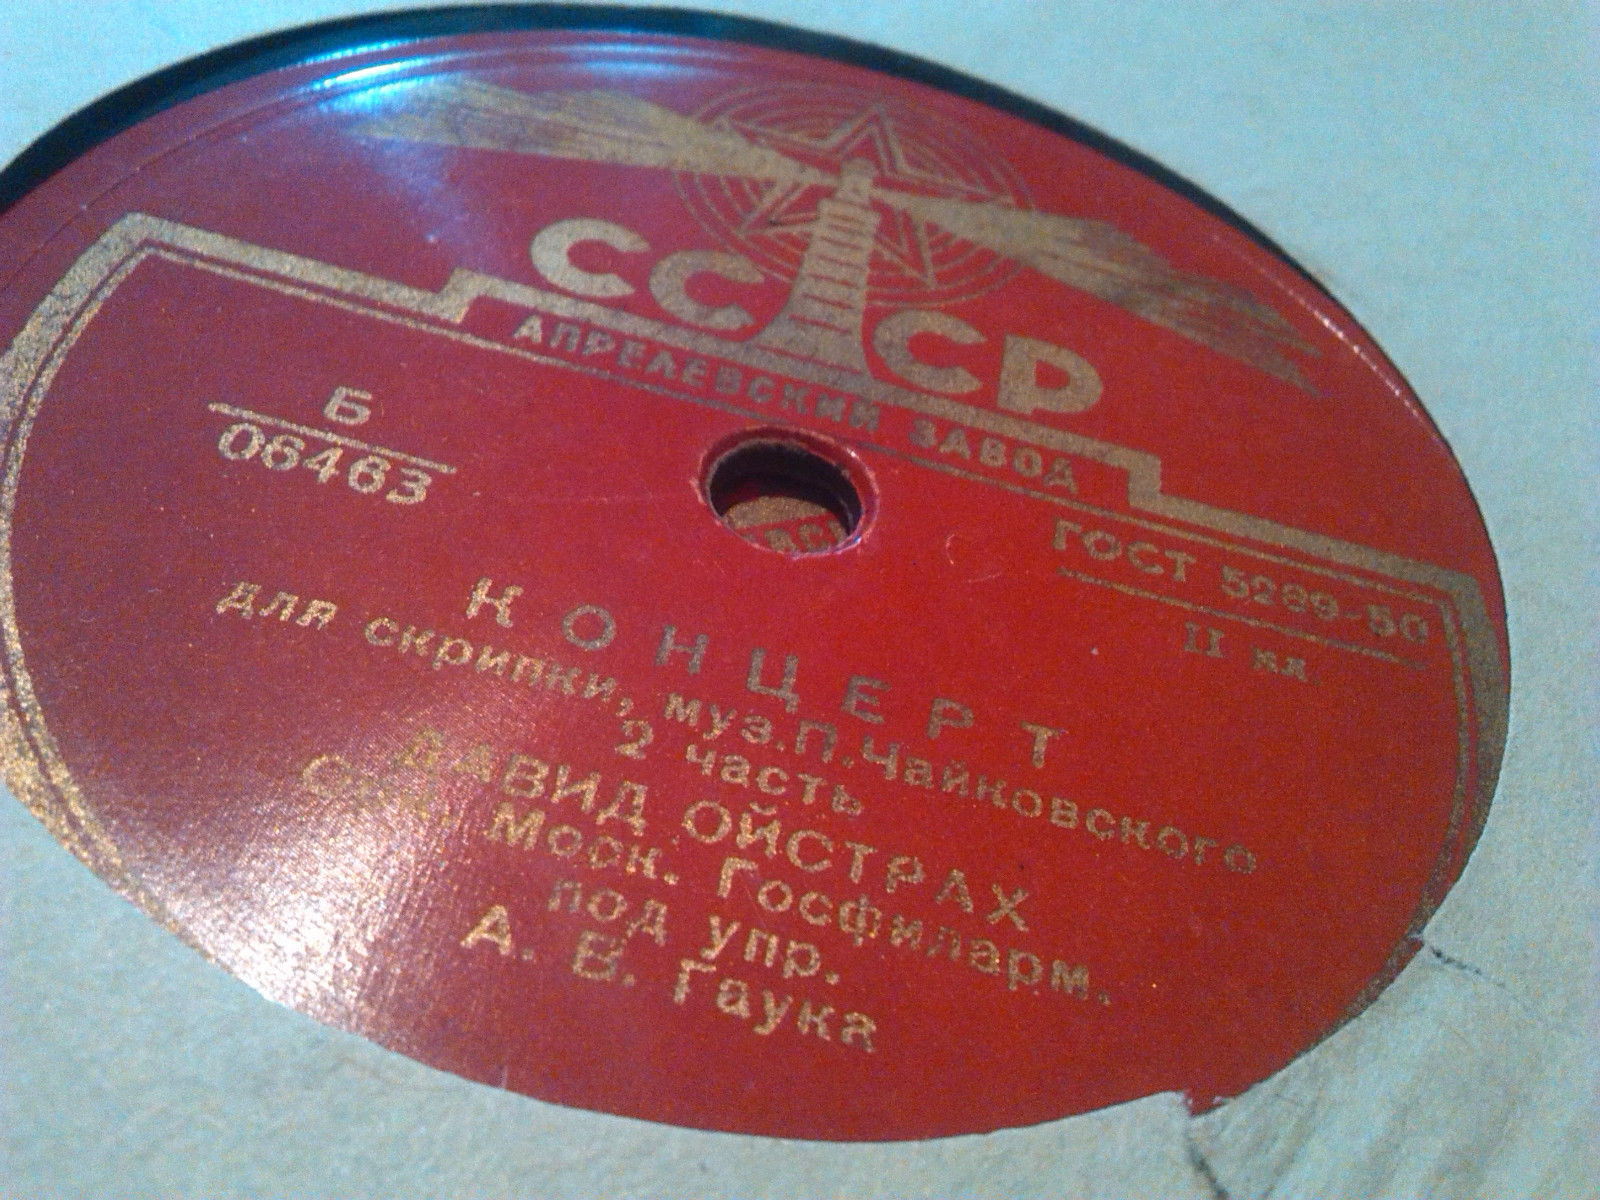 СССР
АПРЕЛЕВСКИЙ ЗАВОД
Б
06463
ГОСТ 5289-50
II кл.
КОНЦЕРТ
для скрипки, муз.П.Чайковского
2 часть
ДАВИД ОЙСТРАХ
Орк. Моск. Госфиларм.
под упр.
А. В. Гаука